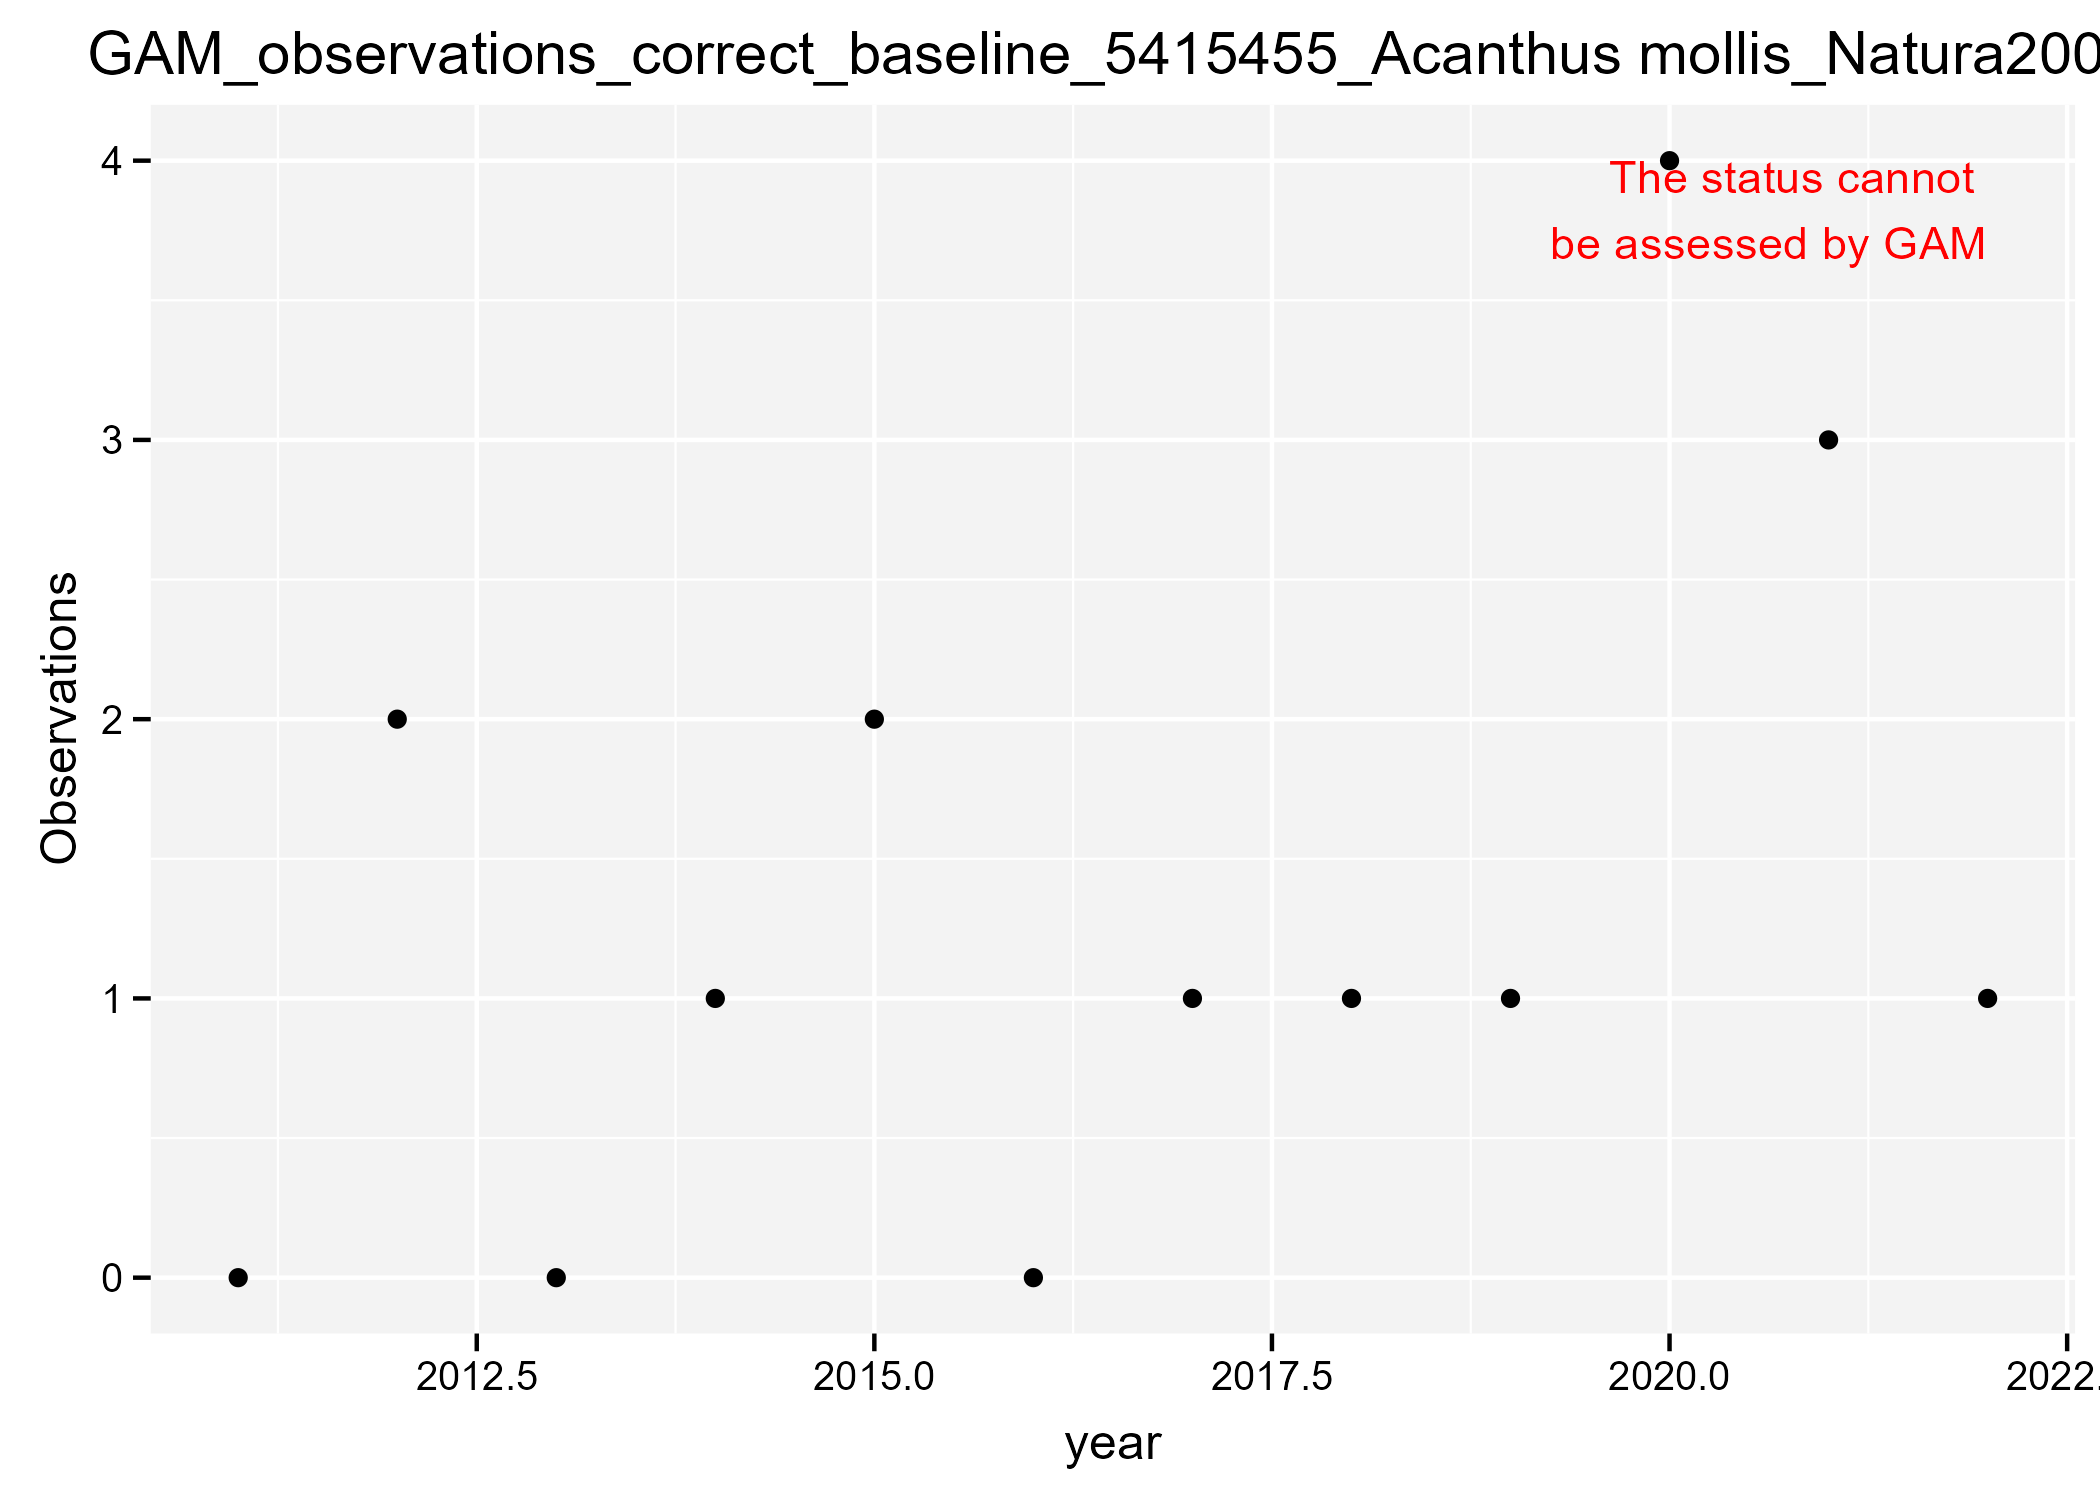 GAM_observations_correct_baseline_5415455_Acanthus mollis_Natura200
4
The status cannot
be assessed by GAM
3
Observations
2
1
0
2012.5
2015.0
2017.5
2020.0
2022.
year